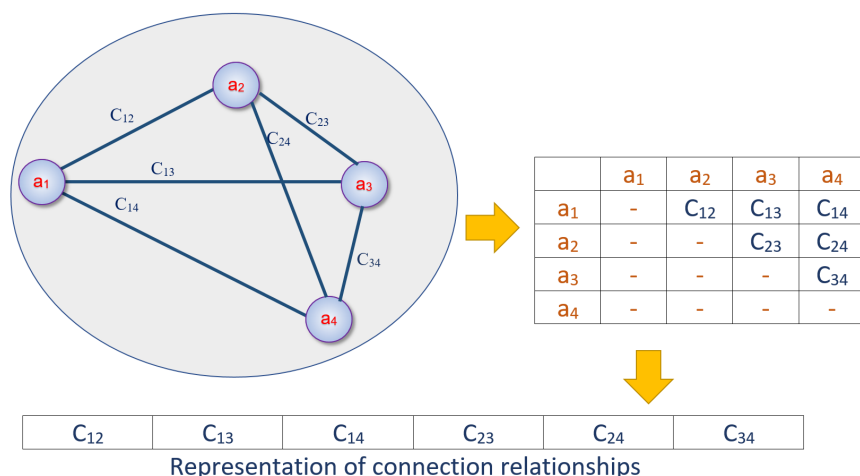 a₂
C₁₂
C₂₃
C₂₄
C₁₃
a₁
a₃
C₁₄
C₃₄
a₄
a₁ a₂ a₃ a₄
a₁ - C₁₂ C₁₃ C₁₄
a₂ - - C₂₃ C₂₄
a₃ - - - C₃₄
a₄ - - - -
C₁₂ C₁₃ C₁₄ C₂₃ C₂₄ C₃₄
Representation of connection relationships